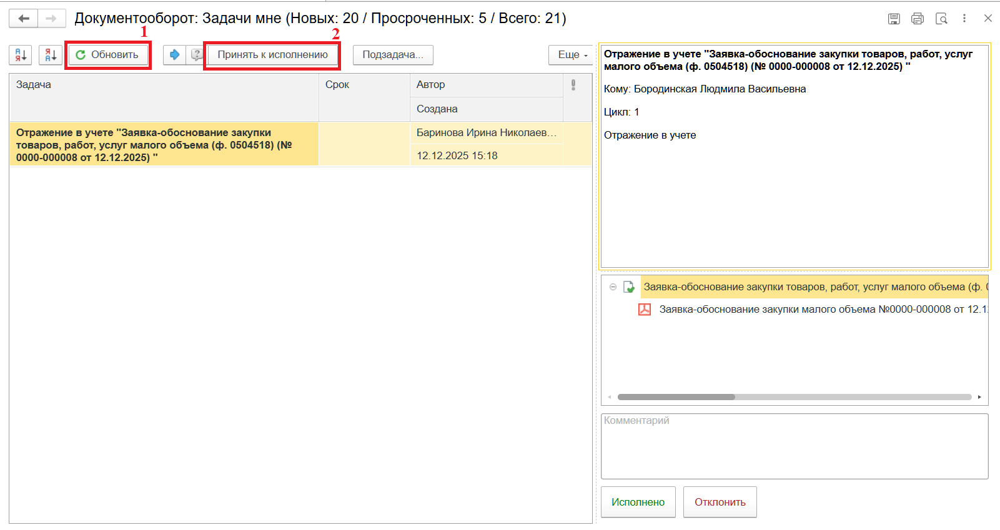 Документооборот: Задачи мне (Новых: 20 / Просроченных: 5 / Всего: 21)
1
2
А
Я
Я
А
Обновить
?
Принять к исполнению
Подзадача...
Еще
Задача
Срок
Автор
Создана
Отражение в учете "Заявка-обоснование закупки
товаров, работ, услуг малого объема (ф. 0504518) (№
0000-000008 от 12.12.2025) "
Баринова Ирина Николаев...
12.12.2025 15:18
Отражение в учете "Заявка-обоснование закупки товаров, работ, услуг
малого объема (ф. 0504518) (№ 0000-000008 от 12.12.2025) "
Кому: Бородинская Людмила Васильевна
Цикл: 1
Отражение в учете
Заявка-обоснование закупки товаров, работ, услуг малого объема (ф.
Заявка-обоснование закупки малого объема №0000-000008 от 12.1
Комментарий
Исполнено
Отклонить